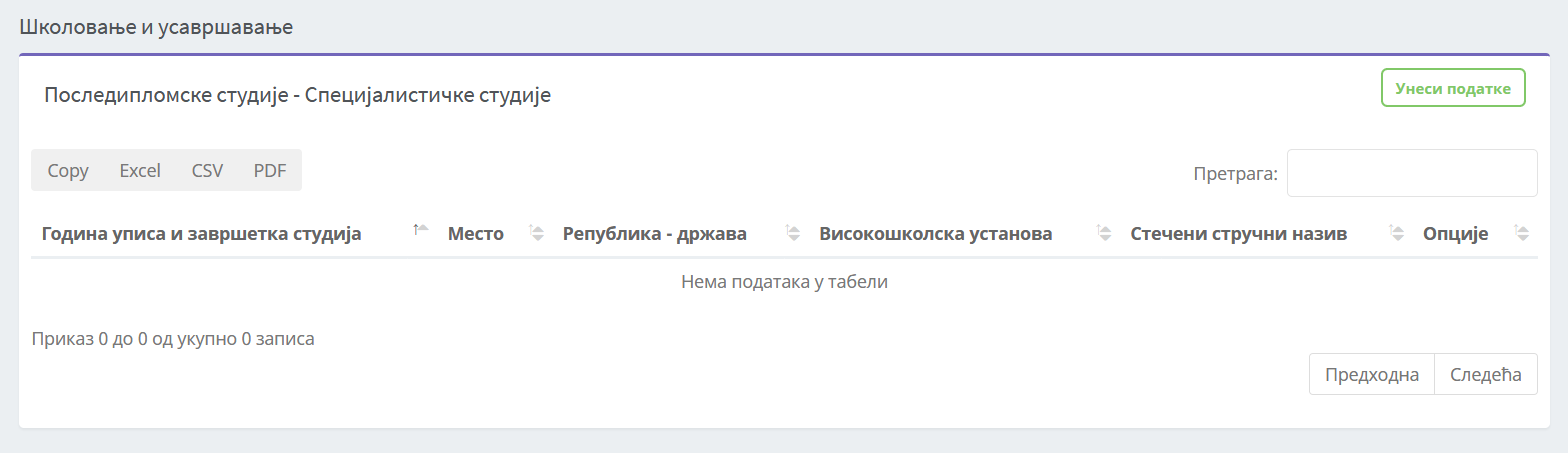 Школовање и усавршавање
Последипломске студије - Специјалистичке студије
Унеси податке
Copy Excel CSV PDF
Претрага:
Година уписа и завршетка студија Место Република - држава Високошколска установа Стечени стручни назив Опције
Нема података у табели
Приказ 0 до 0 од укупно 0 записа
Предходна Следећа